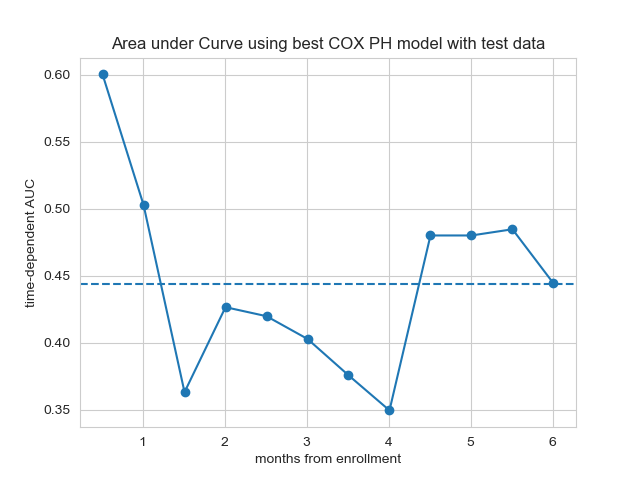 Area under Curve using best COX PH model with test data
0.60
0.55
0.50
0.45
0.40
0.35
time-dependent AUC
1 2 3 4 5 6
months from enrollment